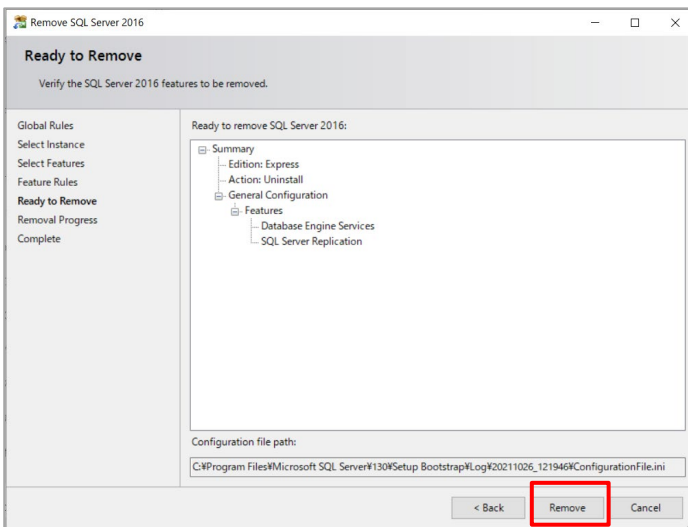 Remove SQL Server 2016
Ready to Remove
Verify the SQL Server 2016 features to be removed.
Global Rules
Select Instance
Select Features
Feature Rules
Ready to Remove
Removal Progress
Complete
Ready to remove SQL Server 2016:
Summary
Edition: Express
Action: Uninstall
General Configuration
Features
Database Engine Services
SQL Server Replication
Configuration file path:
C:¥Program Files¥Microsoft SQL Server¥130¥Setup Bootstrap¥Log¥20211026_121946¥ConfigurationFile.ini
< Back
Remove
Cancel